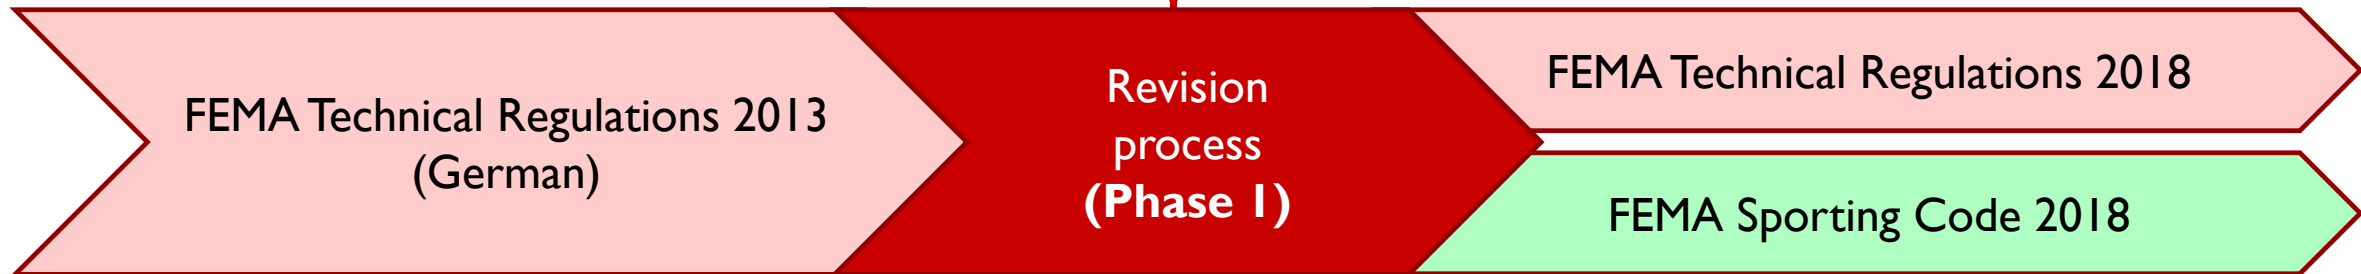 FEMA Technical Regulations 2013
(German)
Revision
process
(Phase 1)
FEMA Technical Regulations 2018
FEMA Sporting Code 2018